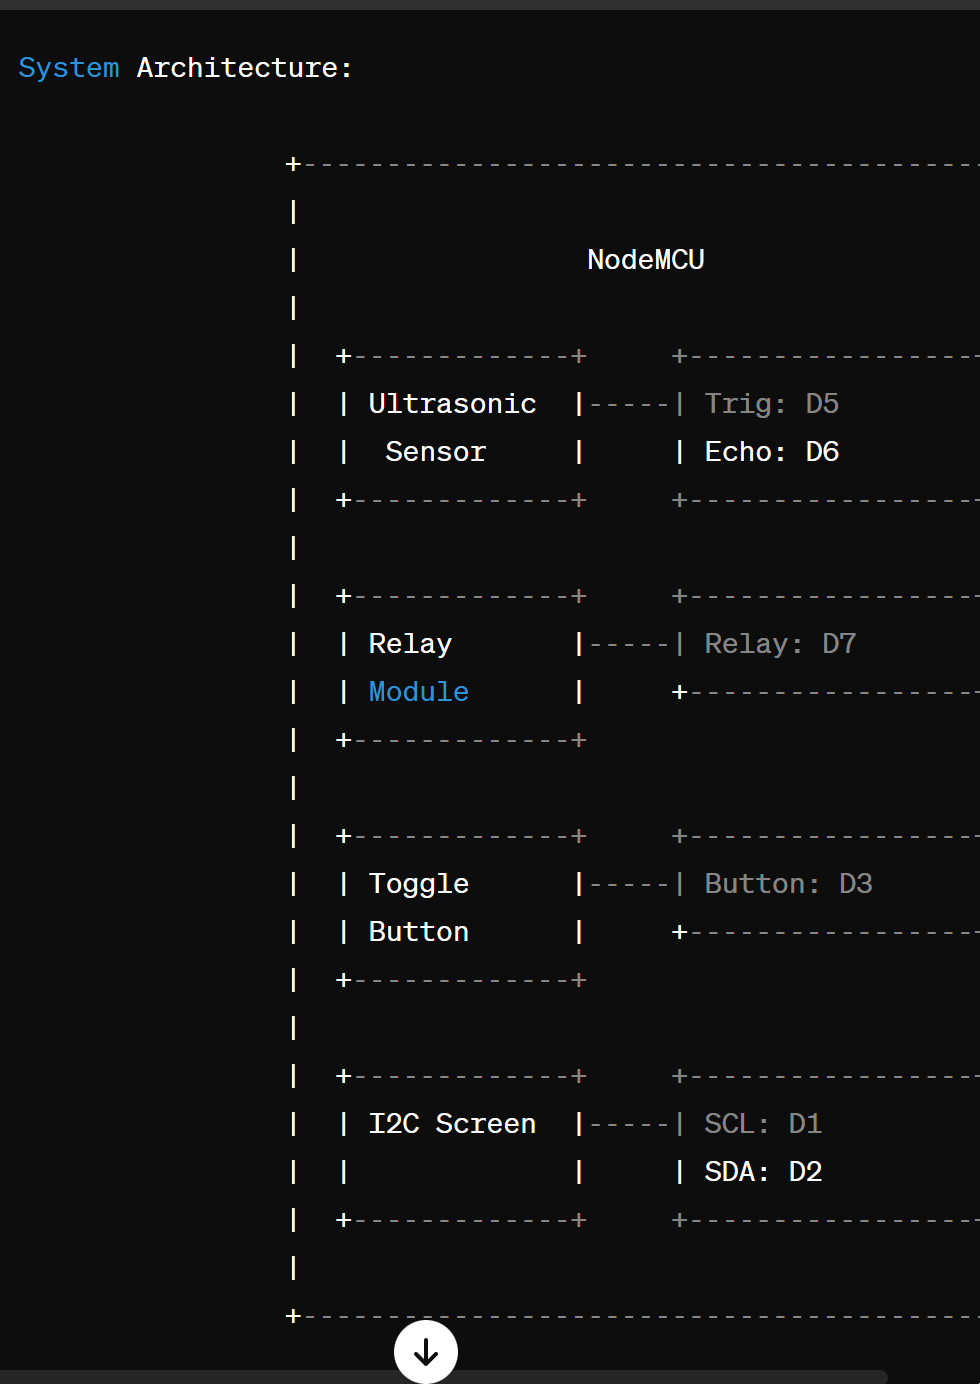 System Architecture:
+----------------------------------------
|
|                 NodeMCU
|
|  +-------------+     +-----------------
|  | Ultrasonic  |-----| Trig: D5
|  |  Sensor     |     | Echo: D6
|  +-------------+     +-----------------
|
|  +-------------+     +-----------------
|  | Relay       |-----| Relay: D7
|  | Module      |     +-----------------
|  +-------------+
|
|  +-------------+     +-----------------
|  | Toggle      |-----| Button: D3
|  | Button      |     +-----------------
|  +-------------+
|
|  +-------------+     +-----------------
|  | I2C Screen  |-----| SCL: D1
|  |             |     | SDA: D2
|  +-------------+     +-----------------
|
+----------------------------------------